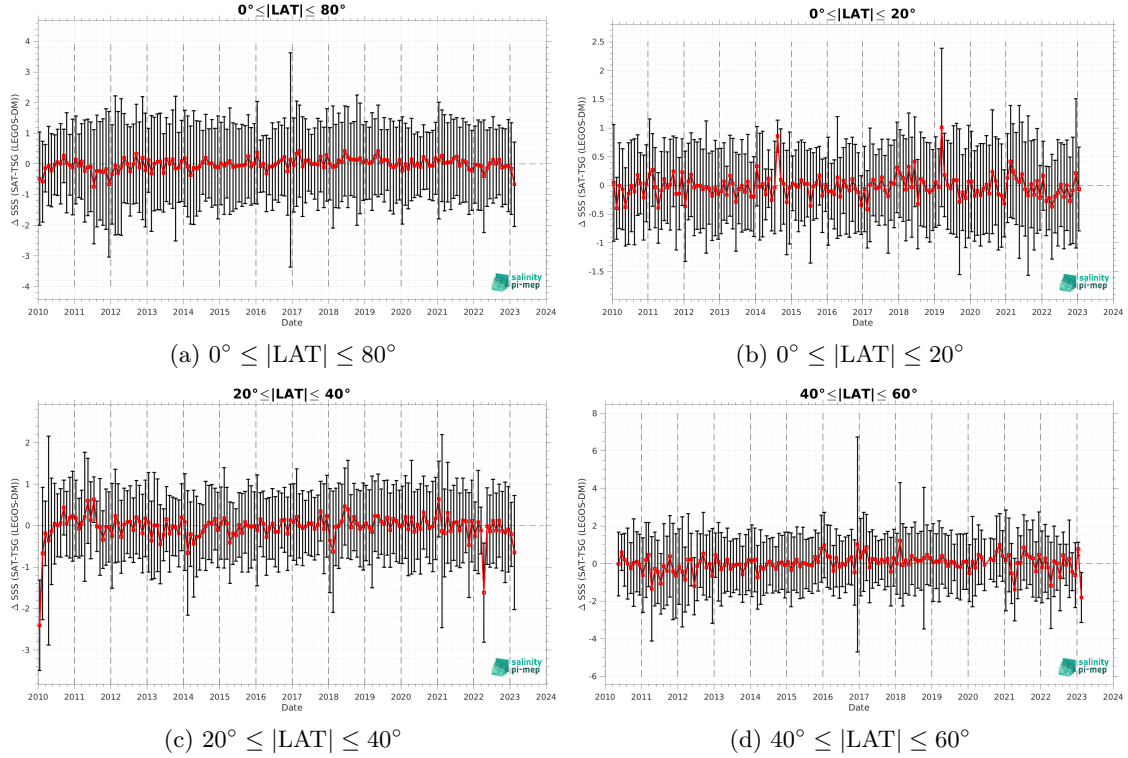 0°≤|LAT|≤ 80°
Δ SSS (SAT-TSG (LEGOS-DM))
4
3
2
1
0
-1
-2
-3
-4
salinity
pi-mep
2010 2011 2012 2013 2014 2015 2016 2017 2018 2019 2020 2021 2022 2023 2024
Date
(a) 0° ≤ |LAT| ≤ 80°
0°≤|LAT|≤ 20°
Δ SSS (SAT-TSG (LEGOS-DM))
2.5
2
1.5
1
0.5
0
-0.5
-1
-1.5
salinity
pi-mep
2010 2011 2012 2013 2014 2015 2016 2017 2018 2019 2020 2021 2022 2023 2024
Date
(b) 0° ≤ |LAT| ≤ 20°
20°≤|LAT|≤ 40°
Δ SSS (SAT-TSG (LEGOS-DM))
2
1
0
-1
-2
-3
salinity
pi-mep
2010 2011 2012 2013 2014 2015 2016 2017 2018 2019 2020 2021 2022 2023 2024
Date
(c) 20° ≤ |LAT| ≤ 40°
40°≤|LAT|≤ 60°
Δ SSS (SAT-TSG (LEGOS-DM))
8
6
4
2
0
-2
-4
-6
salinity
pi-mep
2010 2011 2012 2013 2014 2015 2016 2017 2018 2019 2020 2021 2022 2023 2024
Date
(d) 40° ≤ |LAT| ≤ 60°